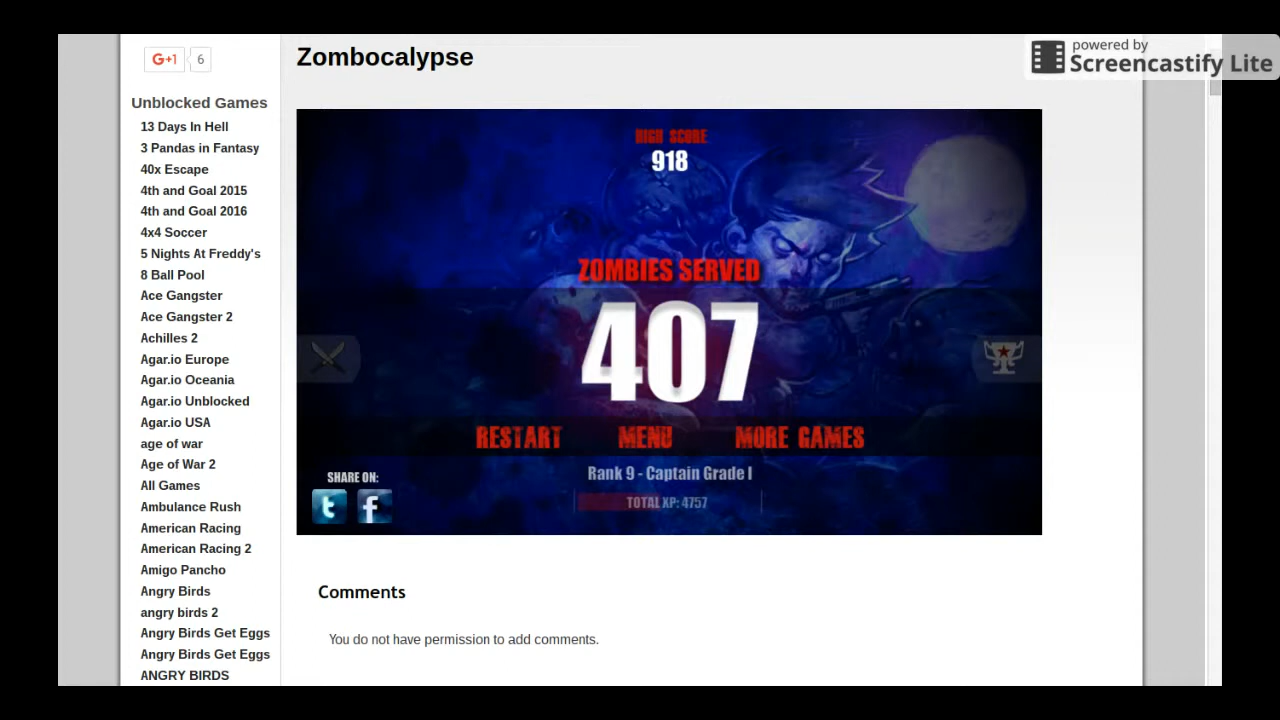 powered by
Screencastify Lite
G+1 6
Unblocked Games
13 Days In Hell
3 Pandas in Fantasy
40x Escape
4th and Goal 2015
4th and Goal 2016
4x4 Soccer
5 Nights At Freddy's
8 Ball Pool
Ace Gangster
Ace Gangster 2
Achilles 2
Agar.io Europe
Agar.io Oceania
Agar.io Unblocked
Agar.io USA
age of war
Age of War 2
All Games
Ambulance Rush
American Racing
American Racing 2
Amigo Pancho
Angry Birds
angry birds 2
Angry Birds Get Eggs
Angry Birds Get Eggs
ANGRY BIRDS
Zombocalypse
HIGH SCORE
918
ZOMBIES SERVED
407
RESTART MENU MORE GAMES
Rank 9 - Captain Grade I
TOTAL XP: 4757
SHARE ON:
t f
Comments
You do not have permission to add comments.